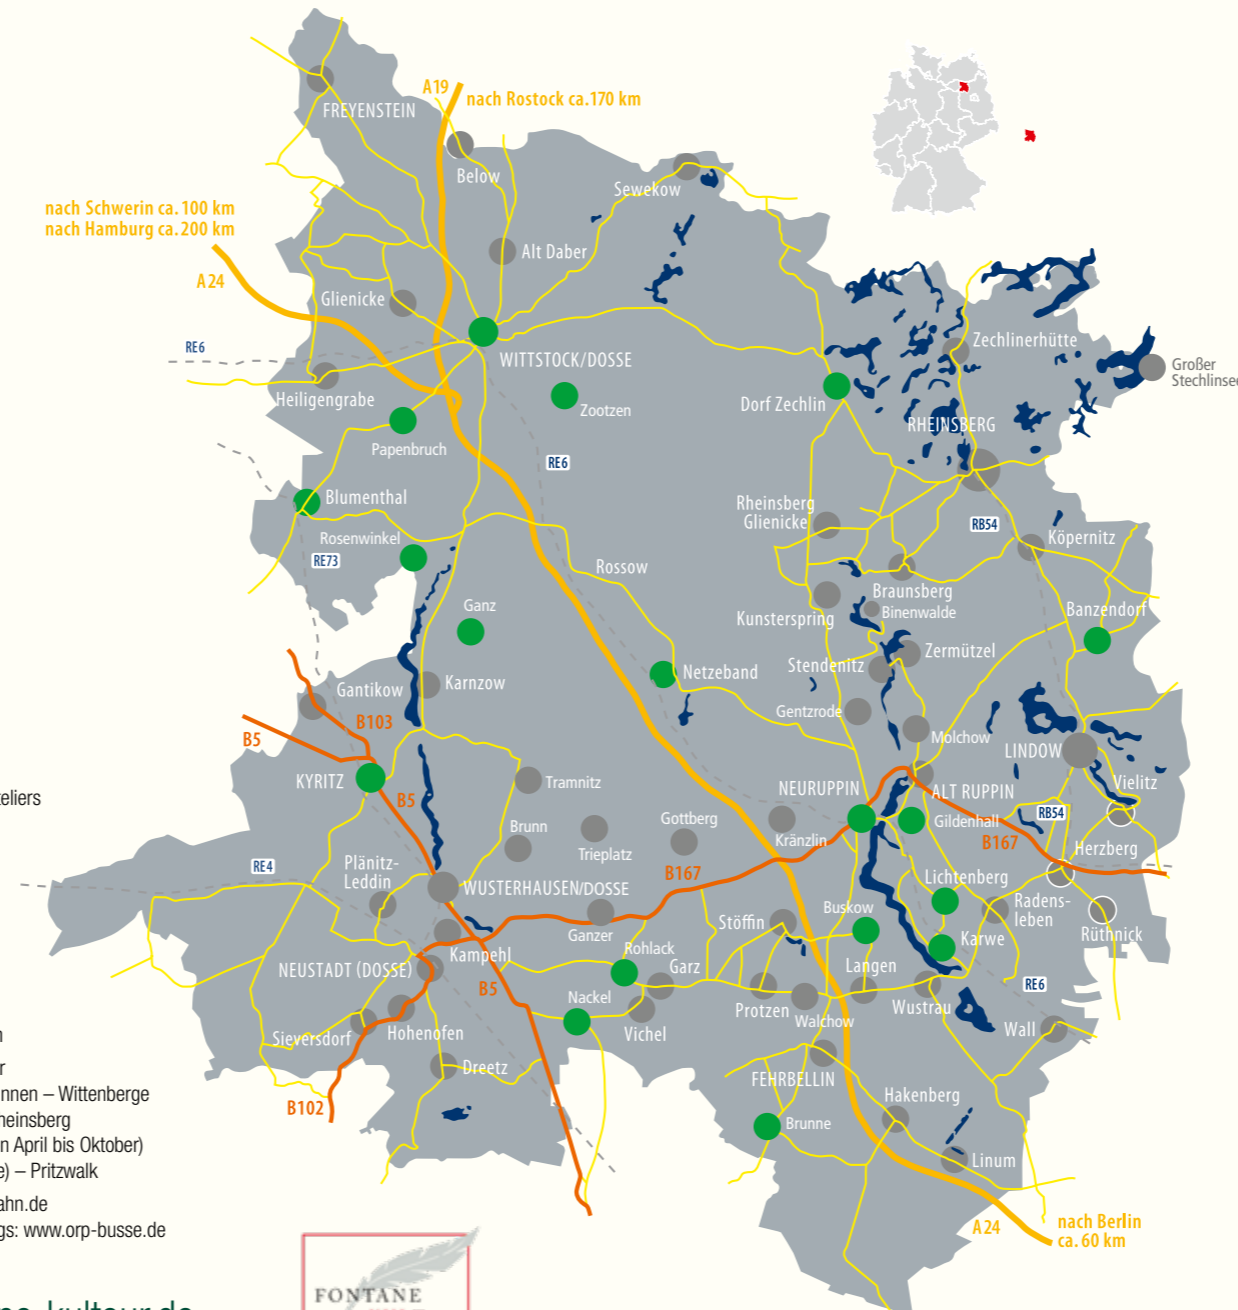 A19
nach Rostock ca.170 km
FREYENSTEIN
Below
Sewekow
nach Schwerin ca. 100 km
nach Hamburg ca. 200 km
A24
Alt Daber
Glienicke
RE6
WITTSTOCK/DOSSE
Zechlinerhütte
Großer
Heiligengrabe
Zootzen
Dorf Zechlin
RHEINSBERG
Papenbruch
RE6
Blumenthal
Rheinsberg
Glienicke
RB54
Köpernitz
Rosenwinkel
RE73
Rossow
Braunsberg
Binenwalde
Banzendorf
Ganz
Kunsterspring
Zermützel
Stendenitz
Netzeband
Gantikow
Karnzow
Gentzrode
B103
B5
Molchow
LINDOW
KYRITZ
Tramnitz
NEURUPPIN
ALT RUPPIN
Vielitz
B5
Brunn
Trieplatz
Gottberg
Kränzlin
Gildenhall
RB54
B167
Herzberg
Plänitz-
Leddin
RE4
WUSTERHAUSEN/DOSSE
B167
Lichtenberg
Radens-
leben
Ganzer
Stöffin
Buskow
Karwe
Rüthnick
Kampehl
Rohlack
Garz
Langen
NEUSTADT (DOSSE)
B5
Nackel
Vichel
Protzen
Walchow
Wustrau
RE6
Wall
Sieversdorf
Hohenofen
Dreetz
FEHRBELLIN
Hakenberg
B102
Brunne
Linum
A24
nach Berlin
ca. 60 km
nnen – Wittenberge
heinsberg
n April bis Oktober)
e) – Pritzwalk
ahn.de
gs: www.orp-busse.de
FONTANE